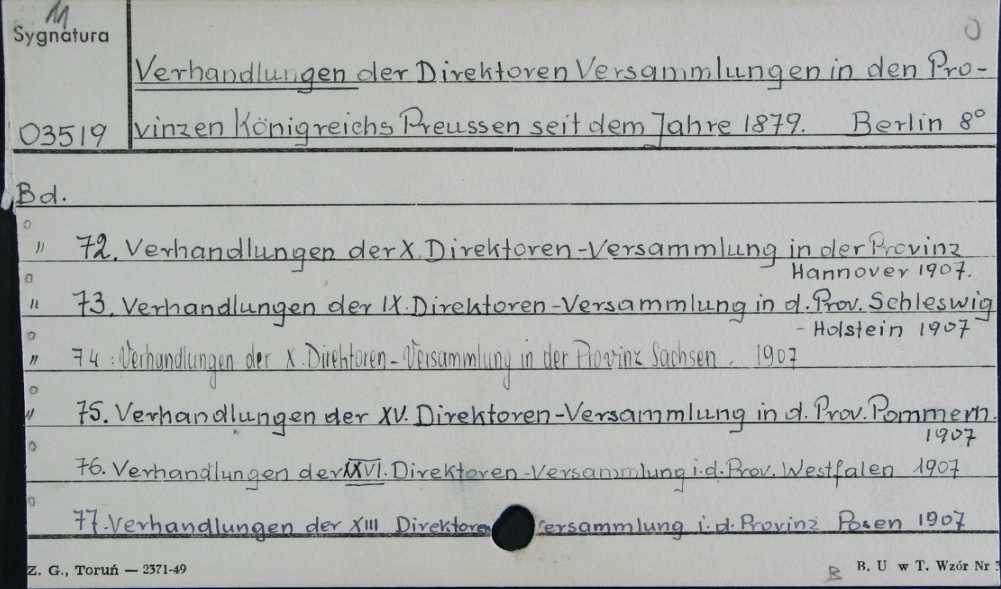 11
Sygnatura
O
Verhandlungen der Direktoren Versammlungen in den Pro-
03519
vinzen Königreichs Preussen seit dem Jahre 1879. Berlin 8°
Bd.
" 72. Verhandlungen der X. Direktoren-Versammlung in der Provinz
Hannover 1907.
" 73. Verhandlungen der IX. Direktoren-Versammlung in d. Prov. Schleswig
- Holstein 1907
" 74: Verhandlungen der X. Direktoren-Versammlung in der Provinz Sachsen. 1907
" 75. Verhandlungen der XV. Direktoren-Versammlung in d. Prov. Pommern.
1907
76. Verhandlungen der XXVI. Direktoren-Versammlung i.d. Prov. Westfalen 1907
77. Verhandlungen der XIII Direktoren ersammlung i.d. Provinz Posen 1907
Z. G., Toruń — 2371-49
B
B. U w T. Wzór Nr